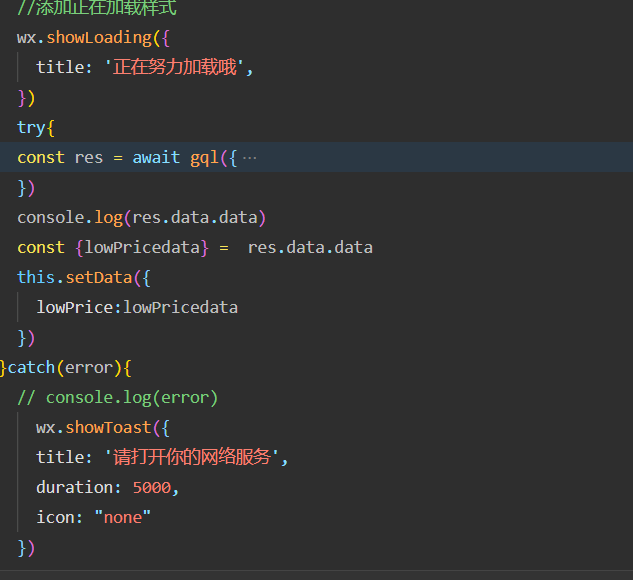 //添加正在加载样式
wx.showLoading({
title: '正在努力加载哦',
})
try{
const res = await gql({ ···
})
console.log(res.data.data)
const {lowPricedata} =  res.data.data
this.setData({
lowPrice:lowPricedata
})
}catch(error){
// console.log(error)
wx.showToast({
title: '请打开你的网络服务',
duration: 5000,
icon: "none"
})